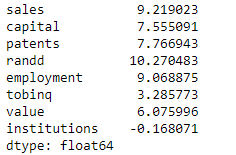 sales 9.219023
capital 7.555091
patents 7.766943
randd 10.270483
employment 9.068875
tobinq 3.285773
value 6.075996
institutions -0.168071
dtype: float64